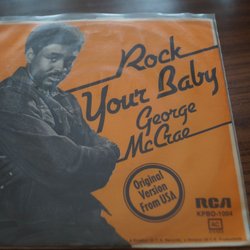 Rock
Your Baby
George
McCrae
Original
Version
From USA
RCA
KPBO-1004